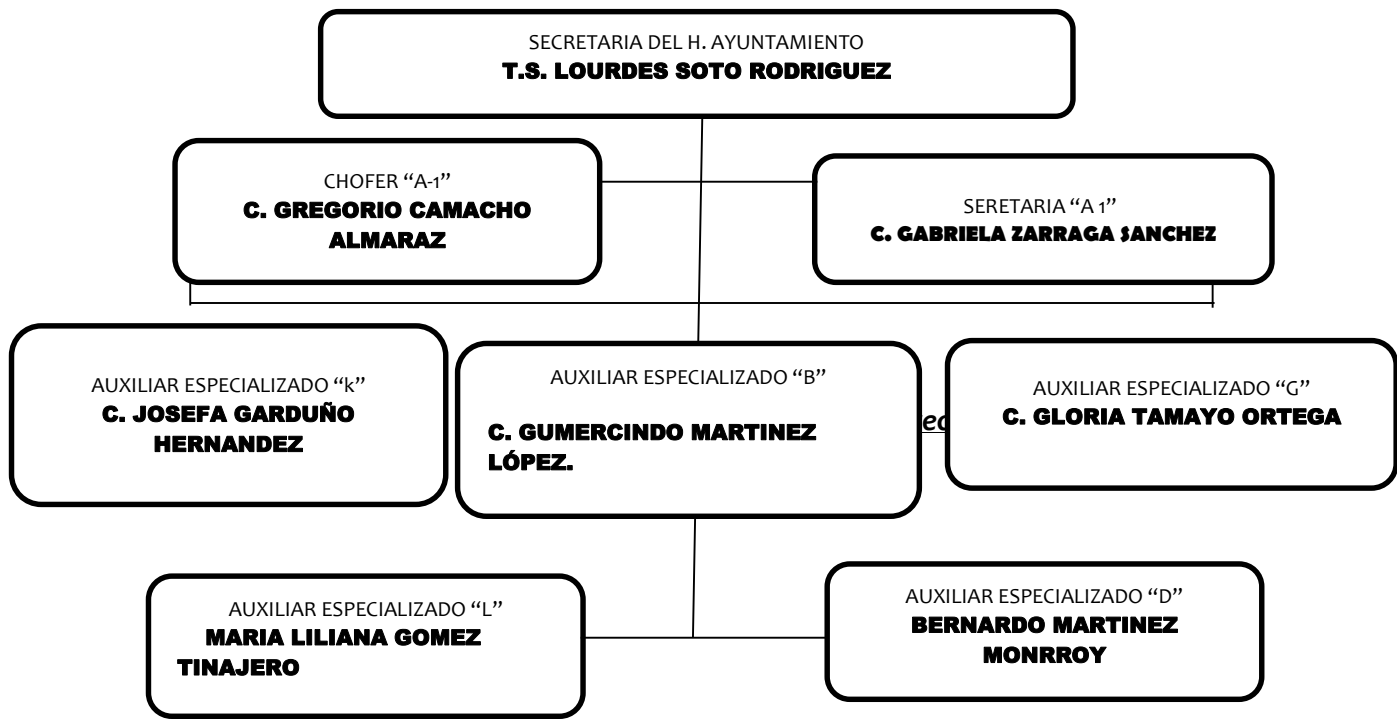 SECRETARIA DEL H. AYUNTAMIENTO
T.S. LOURDES SOTO RODRIGUEZ
CHOFER “A-1”
C. GREGORIO CAMACHO
ALMARAZ
SERETARIA “A 1”
C. GABRIELA ZARRAGA SANCHEZ
AUXILIAR ESPECIALIZADO “k”
C. JOSEFA GARDUÑO
HERNANDEZ
AUXILIAR ESPECIALIZADO “B”
C. GUMERCINDO MARTINEZ
LÓPEZ.
AUXILIAR ESPECIALIZADO “G”
C. GLORIA TAMAYO ORTEGA
AUXILIAR ESPECIALIZADO “L”
MARIA LILIANA GOMEZ
TINAJERO
AUXILIAR ESPECIALIZADO “D”
BERNARDO MARTINEZ
MONRROY